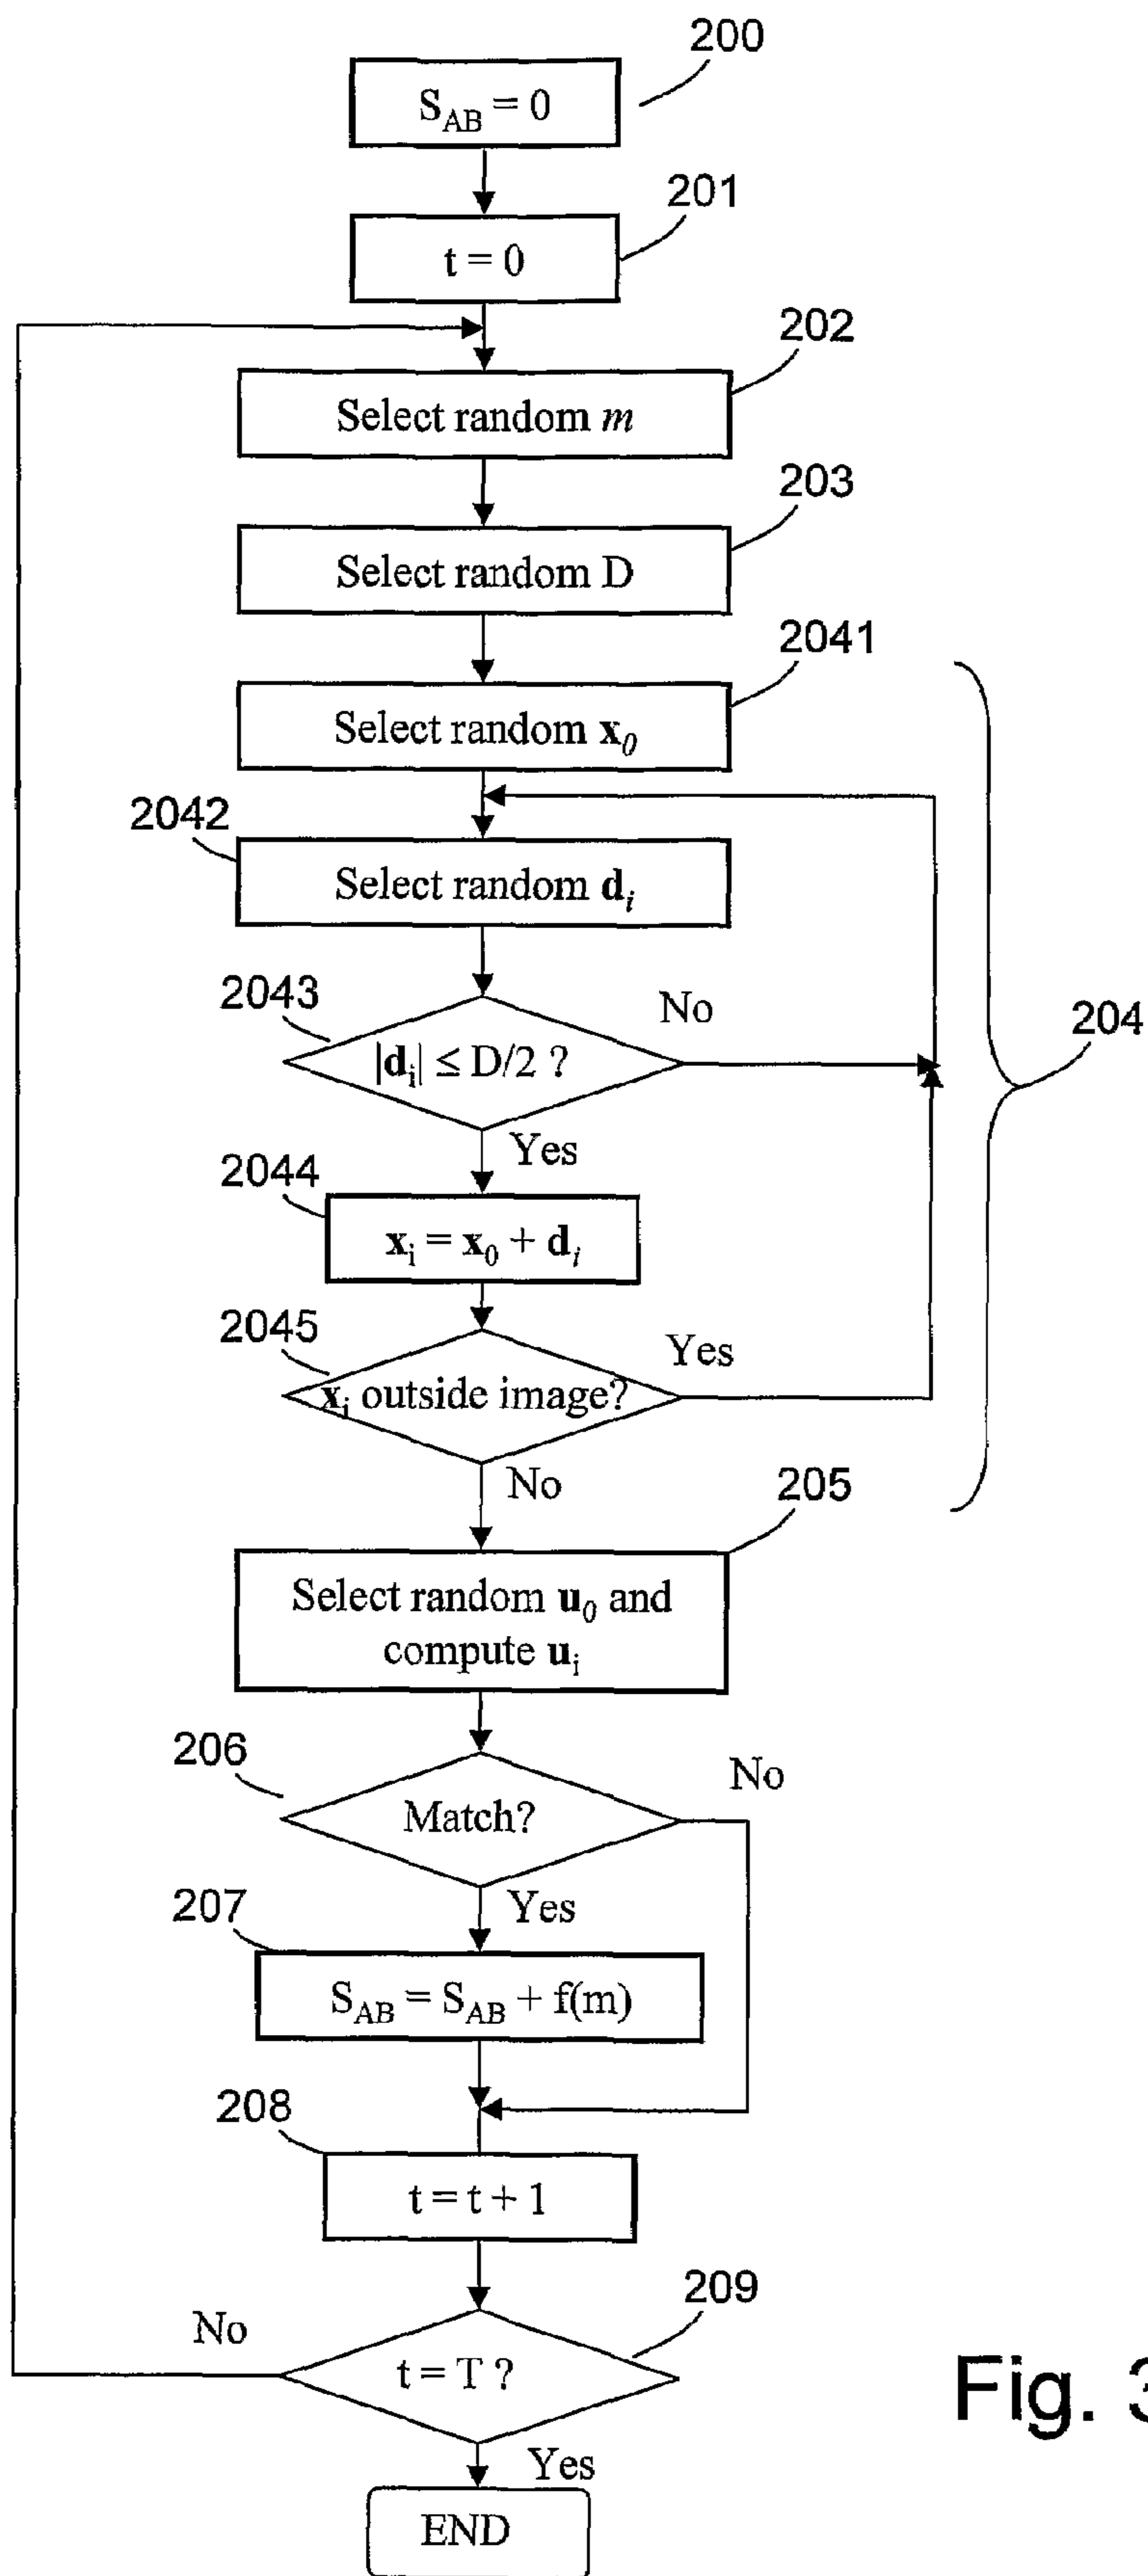 200
S_AB = 0
201
t = 0
202
Select random m
203
Select random D
2041
Select random x_0
2042
Select random d_i
2043
No
|d_i| ≤ D/2 ?
204
Yes
2044
x_i = x_0 + d_i
2045
Yes
x_i outside image?
No
205
Select random u_0 and
compute u_i
206
No
Match?
207
Yes
S_AB = S_AB + f(m)
208
t = t + 1
209
No
t = T ?
Fig. 3
Yes
END